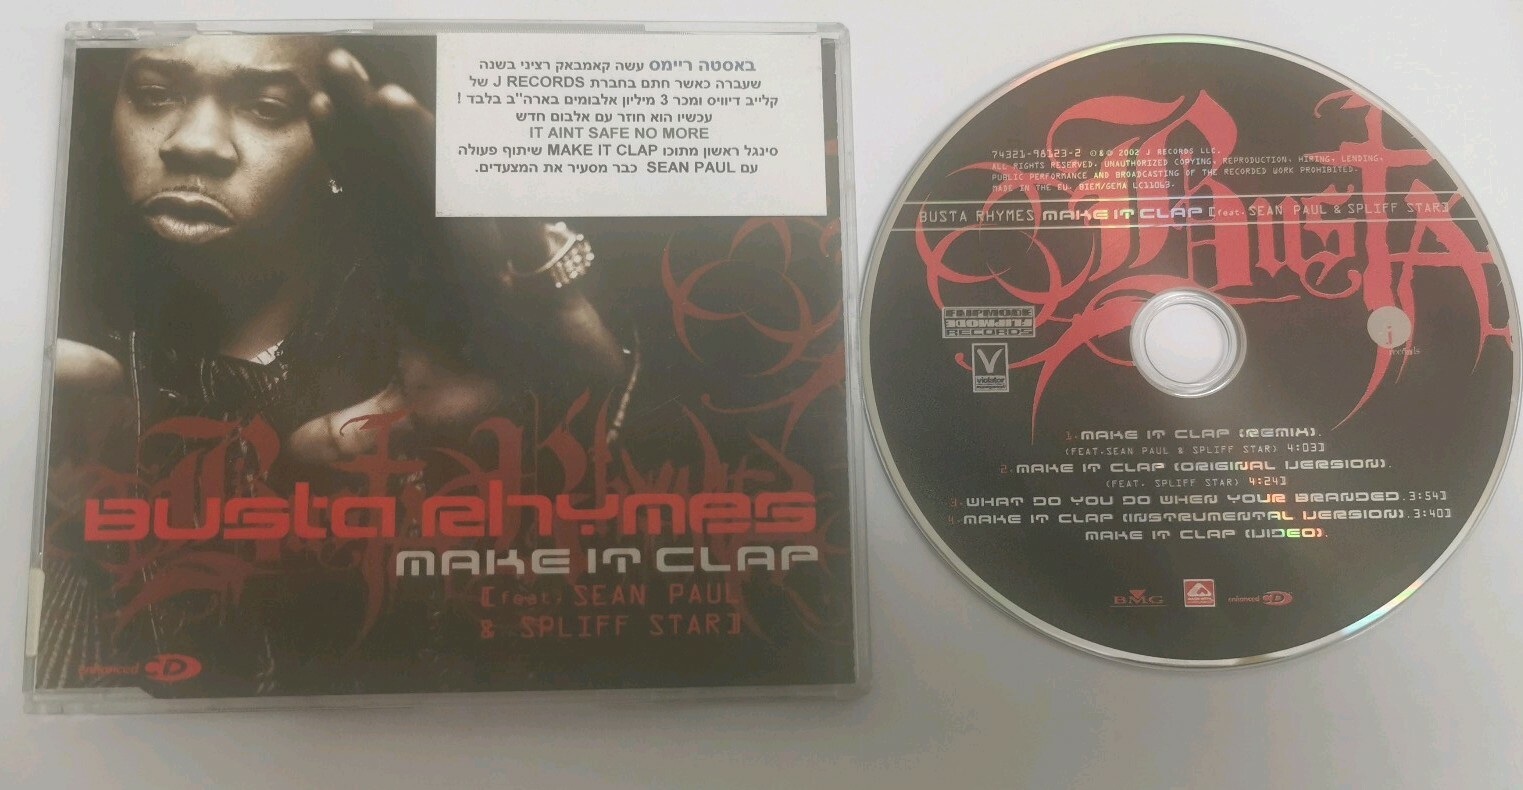 באסטה ריימס עשה קאמבאק רציני בשנה
שעברה כאשר חתם בחברת J RECORDS של
קלייב דיוויס ומכר 3 מיליון אלבומים בארה"ב בלבד !
עכשיו הוא חוזר עם אלבום חדש
IT AINT SAFE NO MORE
סינגל ראשון מתוכו MAKE IT CLAP שיתוף פעולה
עם SEAN PAUL כבר מסעיר את המצעדים.
Busta Rhymes
BUSTA RHYMES
MAKE IT CLAP
[feat. SEAN PAUL
& SPLIFF STAR]
enhanced CD
74321-96123-2 ℗ & © 2002 J RECORDS LLC.
ALL RIGHTS RESERVED. UNAUTHORIZED COPYING, REPRODUCTION, HIRING, LENDING,
PUBLIC PERFORMANCE AND BROADCASTING OF THE RECORDED WORK PROHIBITED.
MADE IN THE EU. BIEM/GEMA LC11063.
BUSTA RHYMES MAKE IT CLAP [feat. SEAN PAUL & SPLIFF STAR]
Busta
FLIPMODE
FLIPMODE
RECORDS
V
violator
j
records
1. MAKE IT CLAP (REMIX).
(FEAT. SEAN PAUL & SPLIFF STAR) 4:03]
2. MAKE IT CLAP (ORIGINAL VERSION).
(FEAT. SPLIFF STAR) 4:24]
3. WHAT DO YOU DO WHEN YOUR BRANDED. 3:54]
4. MAKE IT CLAP (INSTRUMENTAL VERSION). 3:40]
MAKE IT CLAP (VIDEO).
BMG
enhanced CD